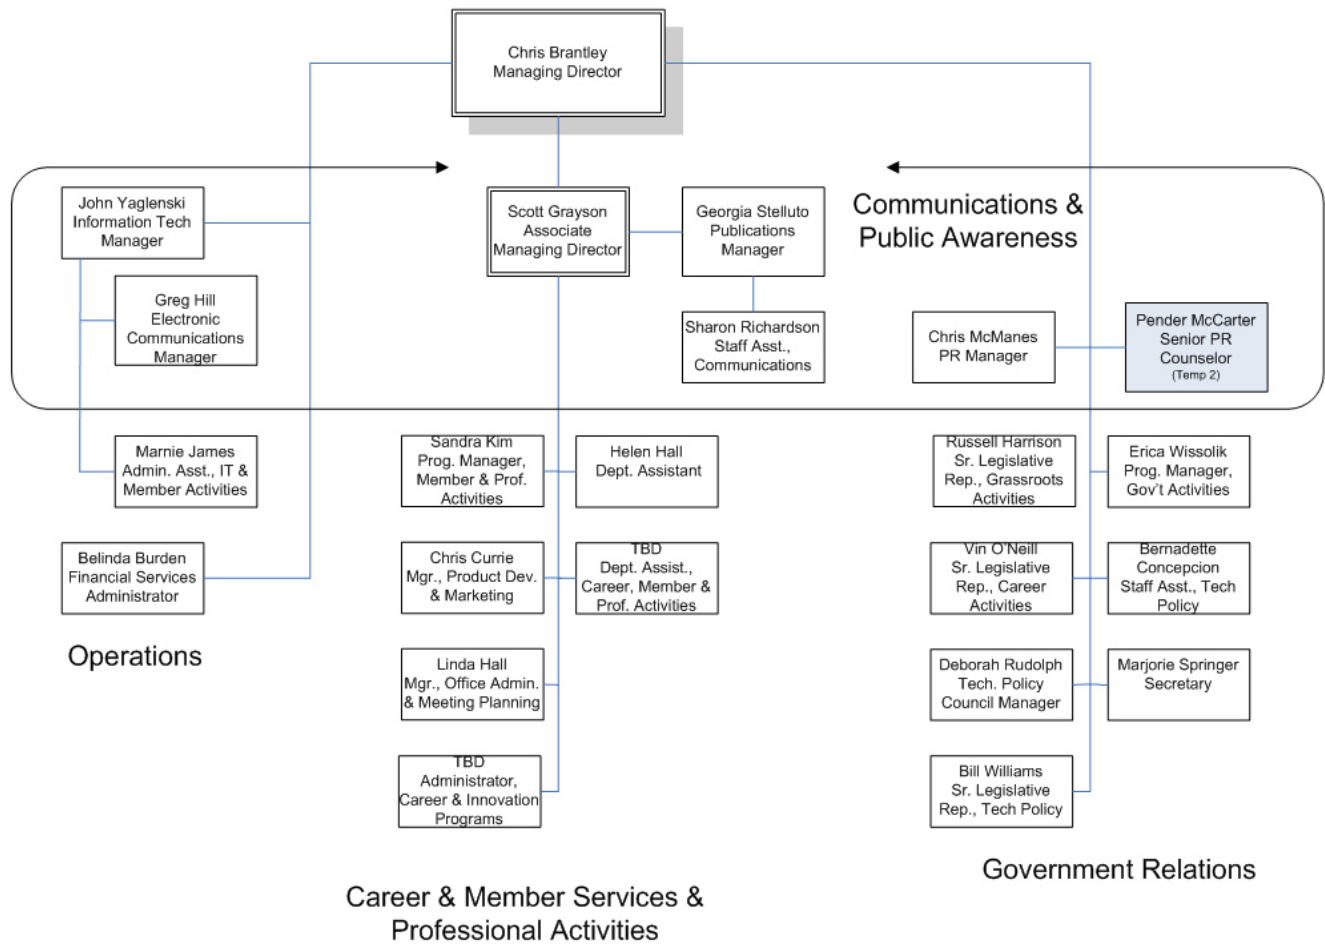 Chris Brantley
Managing Director
John Yaglenski
Information Tech
Manager
Scott Grayson
Associate
Managing Director
Georgia Stelluto
Publications
Manager
Communications &
Public Awareness
Greg Hill
Electronic
Communications
Manager
Sharon Richardson
Staff Asst.,
Communications
Chris McManes
PR Manager
Pender McCarter
Senior PR
Counselor
(Temp 2)
Marnie James
Admin. Asst., IT &
Member Activities
Sandra Kim
Prog. Manager,
Member & Prof.
Activities
Helen Hall
Dept. Assistant
Russell Harrison
Sr. Legislative
Rep., Grassroots
Activities
Erica Wissolik
Prog. Manager,
Gov't Activities
Belinda Burden
Financial Services
Administrator
Chris Currie
Mgr., Product Dev.
& Marketing
TBD
Dept. Assist.,
Career, Member &
Prof. Activities
Vin O'Neill
Sr. Legislative
Rep., Career
Activities
Bernadette
Concepcion
Staff Asst., Tech
Policy
Operations
Linda Hall
Mgr., Office Admin.
& Meeting Planning
Deborah Rudolph
Tech. Policy
Council Manager
Marjorie Springer
Secretary
TBD
Administrator,
Career & Innovation
Programs
Bill Williams
Sr. Legislative
Rep., Tech Policy
Government Relations
Career & Member Services &
Professional Activities